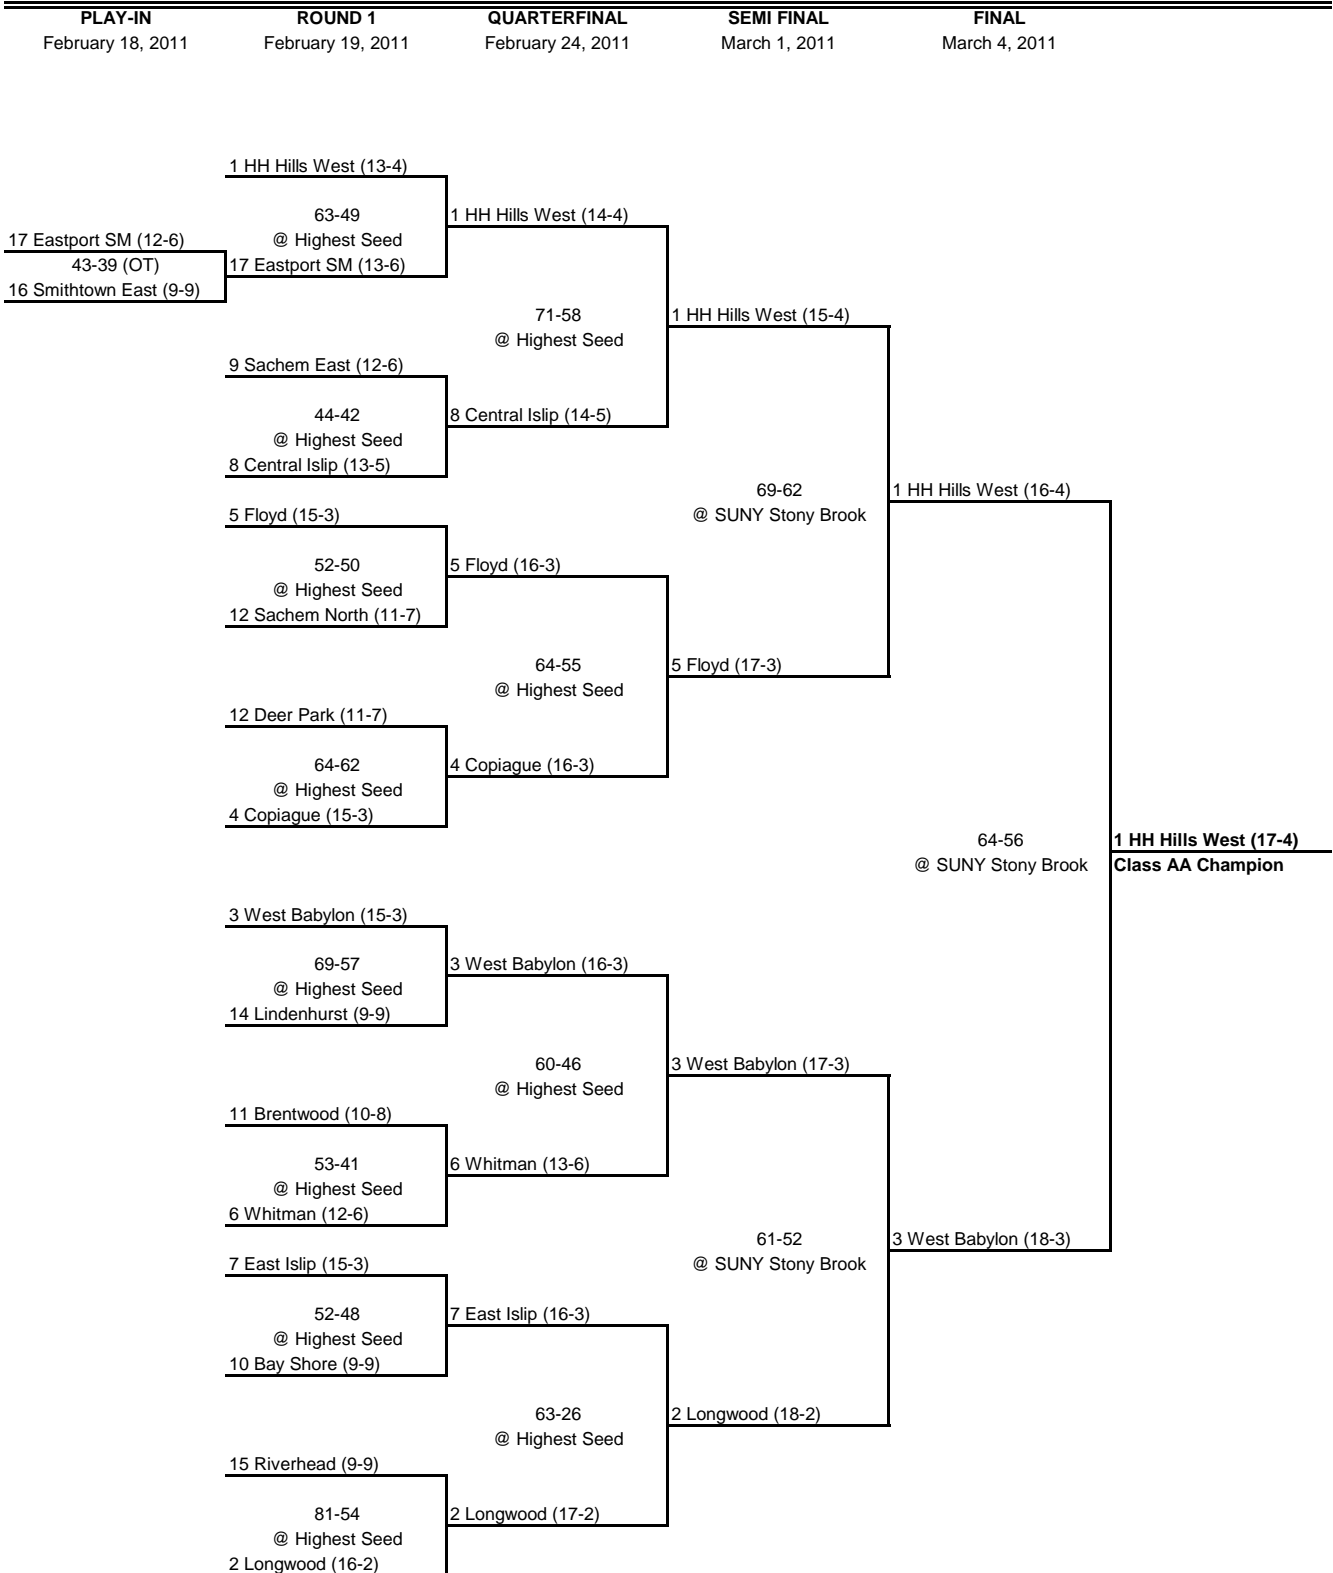 PLAY-IN ROUND 1 QUARTERFINAL SEMI FINAL FINAL
February 18, 2011 February 19, 2011 February 24, 2011 March 1, 2011 March 4, 2011
1 HH Hills West (13-4)
63-49 1 HH Hills West (14-4)
17 Eastport SM (12-6) @ Highest Seed
43-39 (OT) 17 Eastport SM (13-6)
16 Smithtown East (9-9)
71-58 1 HH Hills West (15-4)
@ Highest Seed
9 Sachem East (12-6)
44-42 8 Central Islip (14-5)
@ Highest Seed
8 Central Islip (13-5)
69-62 1 HH Hills West (16-4)
5 Floyd (15-3) @ SUNY Stony Brook
52-50 5 Floyd (16-3)
@ Highest Seed
12 Sachem North (11-7)
64-55 5 Floyd (17-3)
@ Highest Seed
12 Deer Park (11-7)
64-62 4 Copiague (16-3)
@ Highest Seed
4 Copiague (15-3)
64-56 1 HH Hills West (17-4)
@ SUNY Stony Brook Class AA Champion
3 West Babylon (15-3)
69-57 3 West Babylon (16-3)
@ Highest Seed
14 Lindenhurst (9-9)
60-46 3 West Babylon (17-3)
@ Highest Seed
11 Brentwood (10-8)
53-41 6 Whitman (13-6)
@ Highest Seed
6 Whitman (12-6)
61-52 3 West Babylon (18-3)
7 East Islip (15-3) @ SUNY Stony Brook
52-48 7 East Islip (16-3)
@ Highest Seed
10 Bay Shore (9-9)
63-26 2 Longwood (18-2)
@ Highest Seed
15 Riverhead (9-9)
81-54 2 Longwood (17-2)
@ Highest Seed
2 Longwood (16-2)